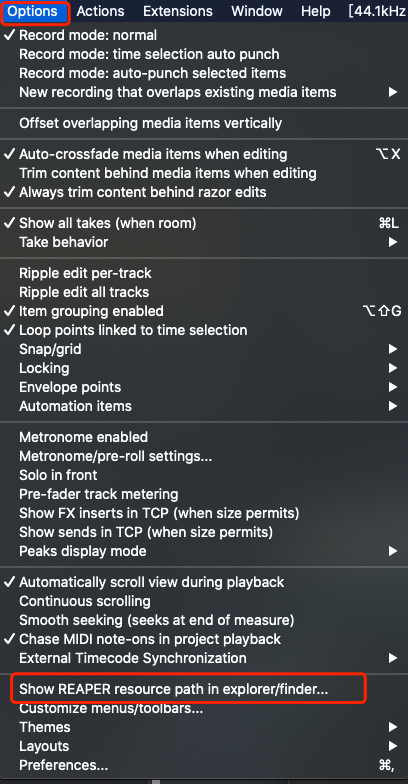 Options Actions Extensions Window Help [44.1kHz
✓ Record mode: normal
Record mode: time selection auto punch
Record mode: auto-punch selected items
New recording that overlaps existing media items ▶
Offset overlapping media items vertically
✓ Auto-crossfade media items when editing ⌥X
Trim content behind media items when editing
✓ Always trim content behind razor edits
✓ Show all takes (when room) ⌘L
Take behavior ▶
Ripple edit per-track
Ripple edit all tracks
✓ Item grouping enabled ⌥⇧G
✓ Loop points linked to time selection
Snap/grid ▶
Locking ▶
Envelope points ▶
Automation items ▶
Metronome enabled
Metronome/pre-roll settings...
Solo in front
Pre-fader track metering
Show FX inserts in TCP (when size permits)
Show sends in TCP (when size permits)
Peaks display mode ▶
✓ Automatically scroll view during playback
Continuous scrolling
Smooth seeking (seeks at end of measure)
✓ Chase MIDI note-ons in project playback
External Timecode Synchronization ▶
Show REAPER resource path in explorer/finder...
Customize menus/toolbars...
Themes ▶
Layouts ▶
Preferences... ⌘,